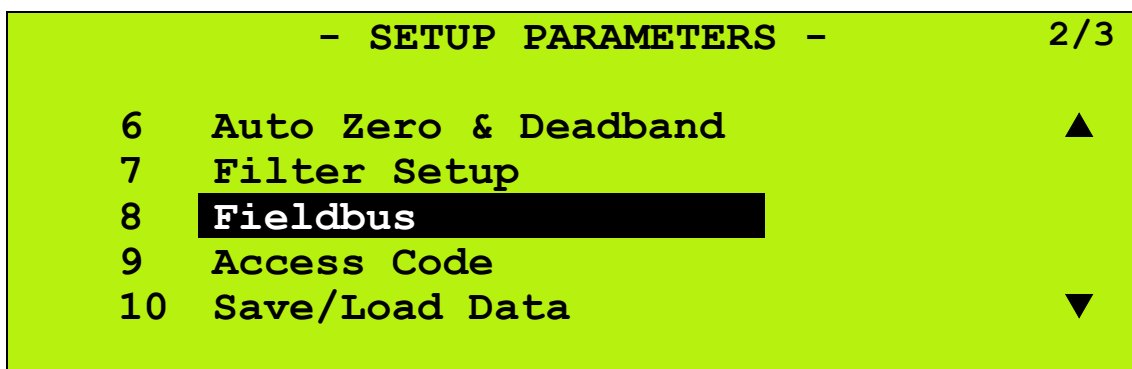 - SETUP PARAMETERS - 2/3
6 Auto Zero & Deadband ▲
7 Filter Setup
8 Fieldbus
9 Access Code
10 Save/Load Data ▼